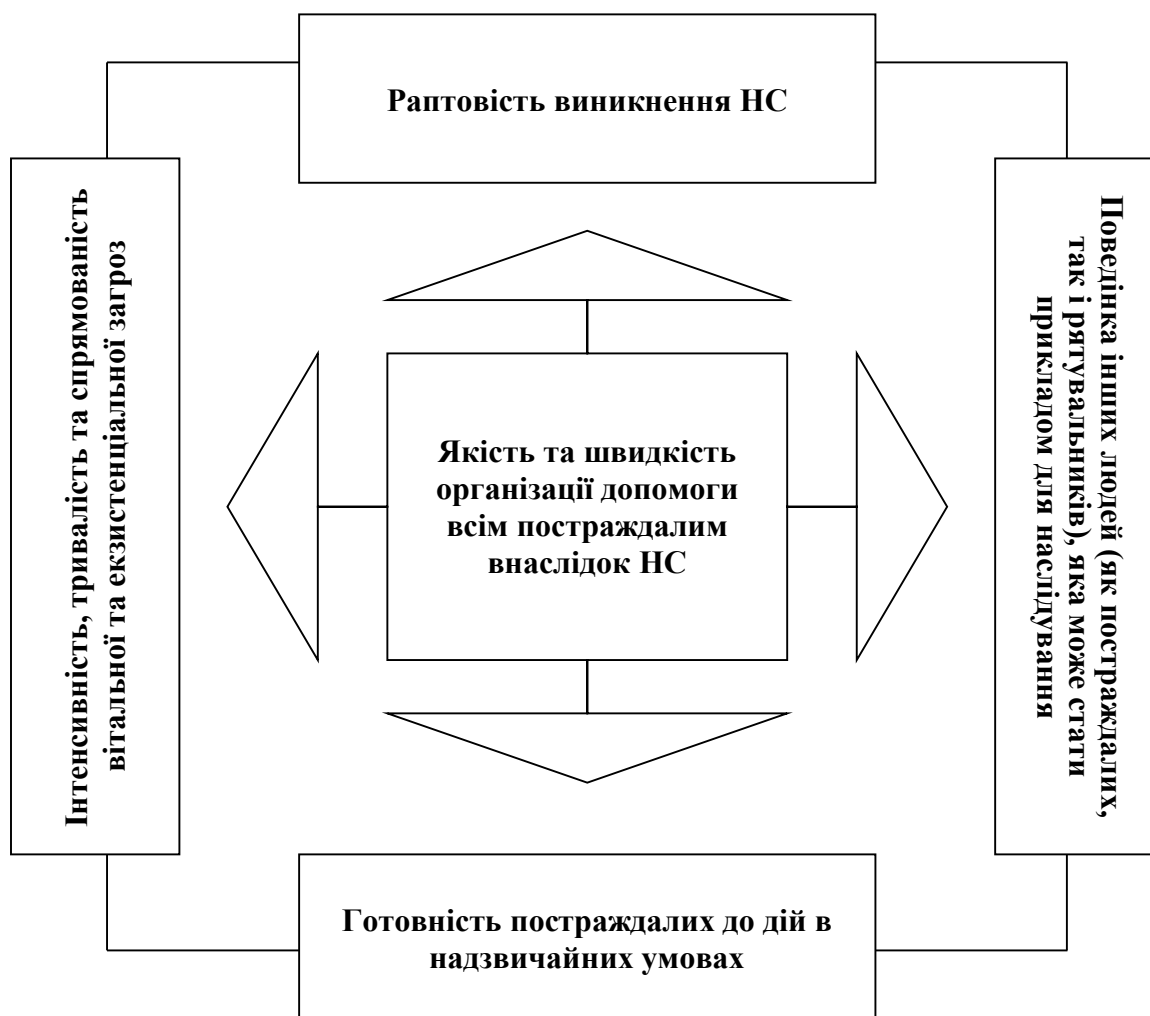 Раптовість виникнення НС
Інтенсивність, тривалість та спрямованість
вітальної та екзистенціальної загроз
Якість та швидкість
організації допомоги
всім постраждалим
внаслідок НС
Поведінка інших людей (як постраждалих,
так і рятувальників), яка може стати
прикладом для наслідування
Готовність постраждалих до дій в
надзвичайних умовах